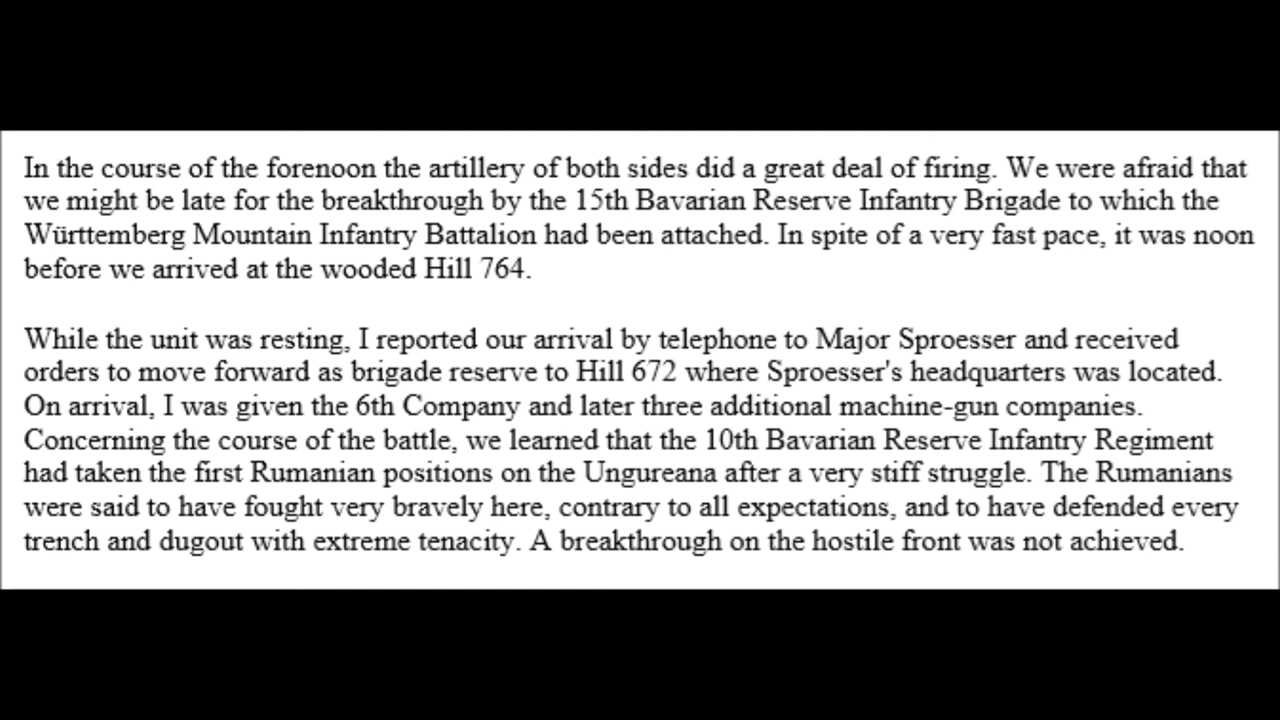 In the course of the forenoon the artillery of both sides did a great deal of firing. We were afraid that
we might be late for the breakthrough by the 15th Bavarian Reserve Infantry Brigade to which the
Württemberg Mountain Infantry Battalion had been attached. In spite of a very fast pace, it was noon
before we arrived at the wooded Hill 764.
While the unit was resting, I reported our arrival by telephone to Major Sproesser and received
orders to move forward as brigade reserve to Hill 672 where Sproesser's headquarters was located.
On arrival, I was given the 6th Company and later three additional machine-gun companies.
Concerning the course of the battle, we learned that the 10th Bavarian Reserve Infantry Regiment
had taken the first Rumanian positions on the Ungureana after a very stiff struggle. The Rumanians
were said to have fought very bravely here, contrary to all expectations, and to have defended every
trench and dugout with extreme tenacity. A breakthrough on the hostile front was not achieved.